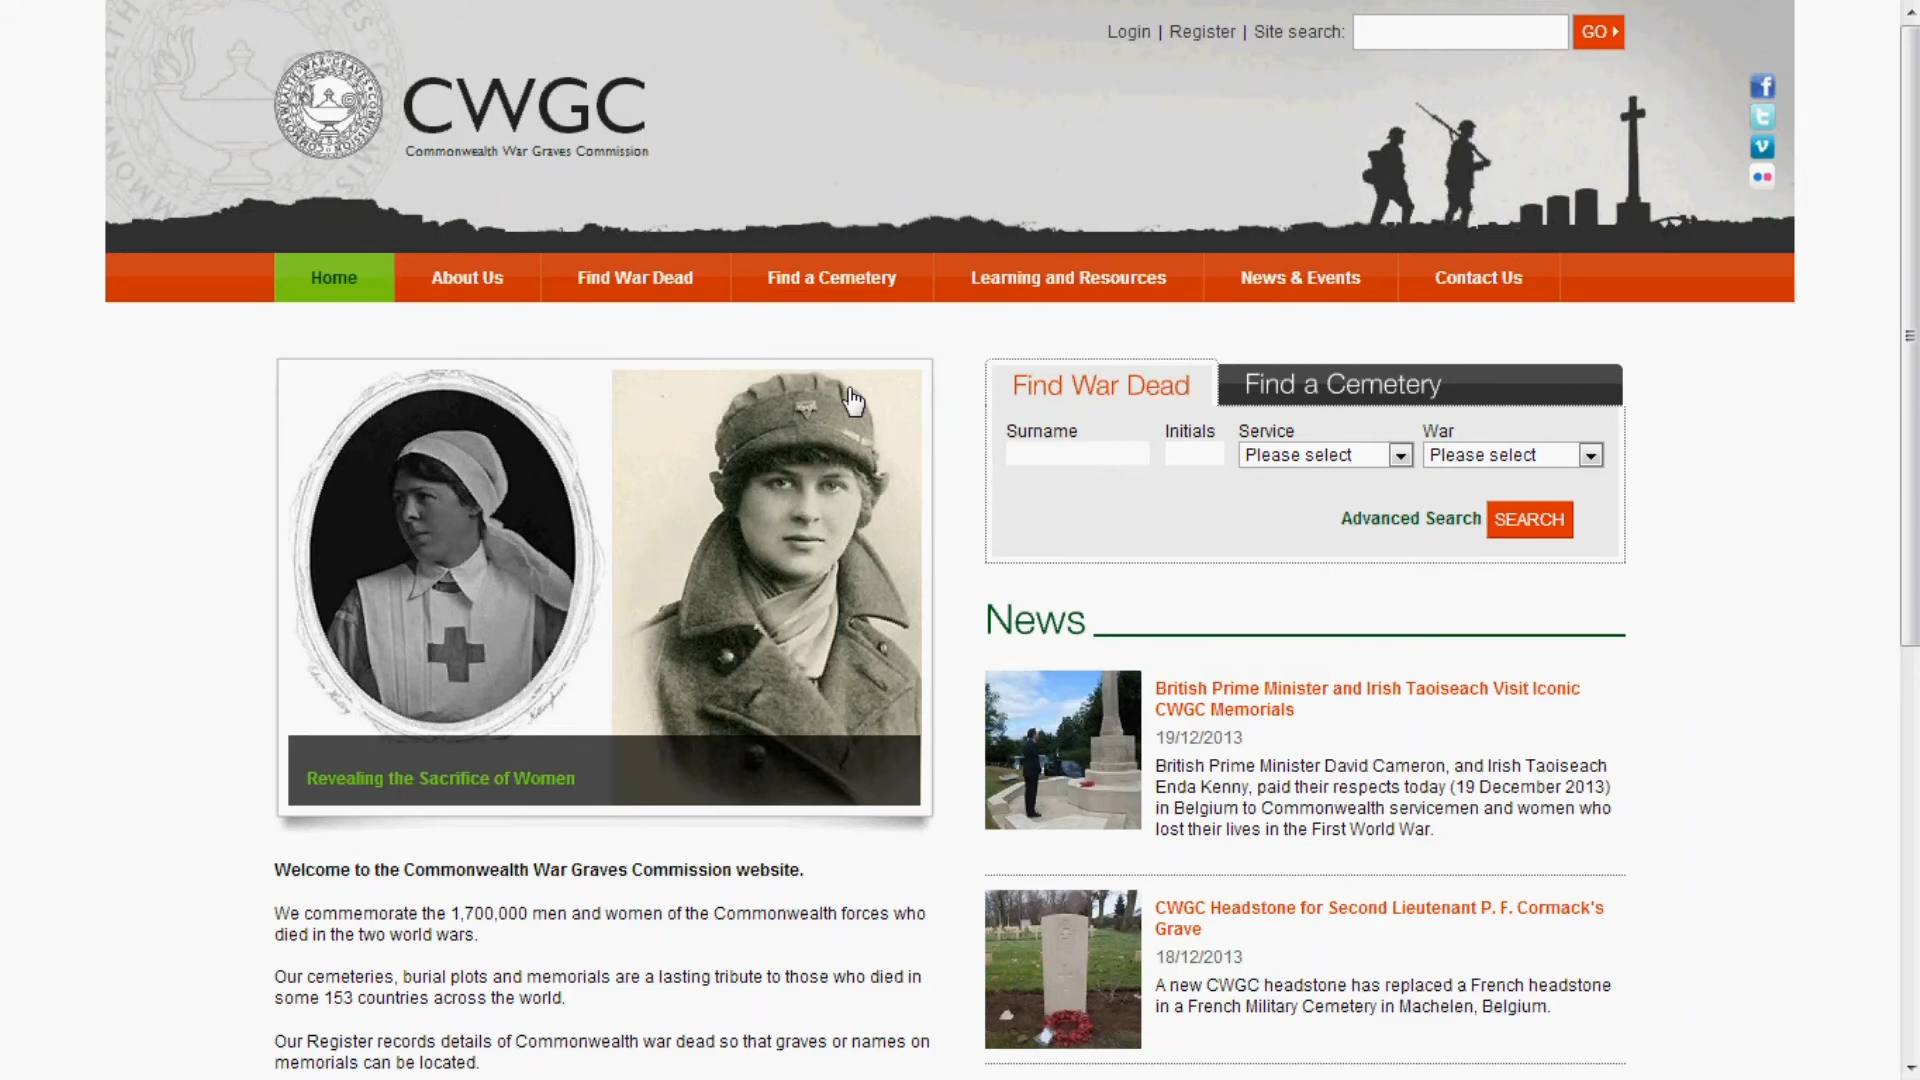 Login | Register | Site search:
GO
CWGC
Commonwealth War Graves Commission
Home
About Us
Find War Dead
Find a Cemetery
Learning and Resources
News & Events
Contact Us
Find War Dead
Find a Cemetery
Surname
Initials
Service
War
Please select
Please select
Advanced Search
SEARCH
Revealing the Sacrifice of Women
News
British Prime Minister and Irish Taoiseach Visit Iconic
CWGC Memorials
19/12/2013
British Prime Minister David Cameron, and Irish Taoiseach
Enda Kenny, paid their respects today (19 December 2013)
in Belgium to Commonwealth servicemen and women who
lost their lives in the First World War.
Welcome to the Commonwealth War Graves Commission website.
We commemorate the 1,700,000 men and women of the Commonwealth forces who
died in the two world wars.
Our cemeteries, burial plots and memorials are a lasting tribute to those who died in
some 153 countries across the world.
Our Register records details of Commonwealth war dead so that graves or names on
memorials can be located.
CWGC Headstone for Second Lieutenant P. F. Cormack's
Grave
18/12/2013
A new CWGC headstone has replaced a French headstone
in a French Military Cemetery in Machelen, Belgium.